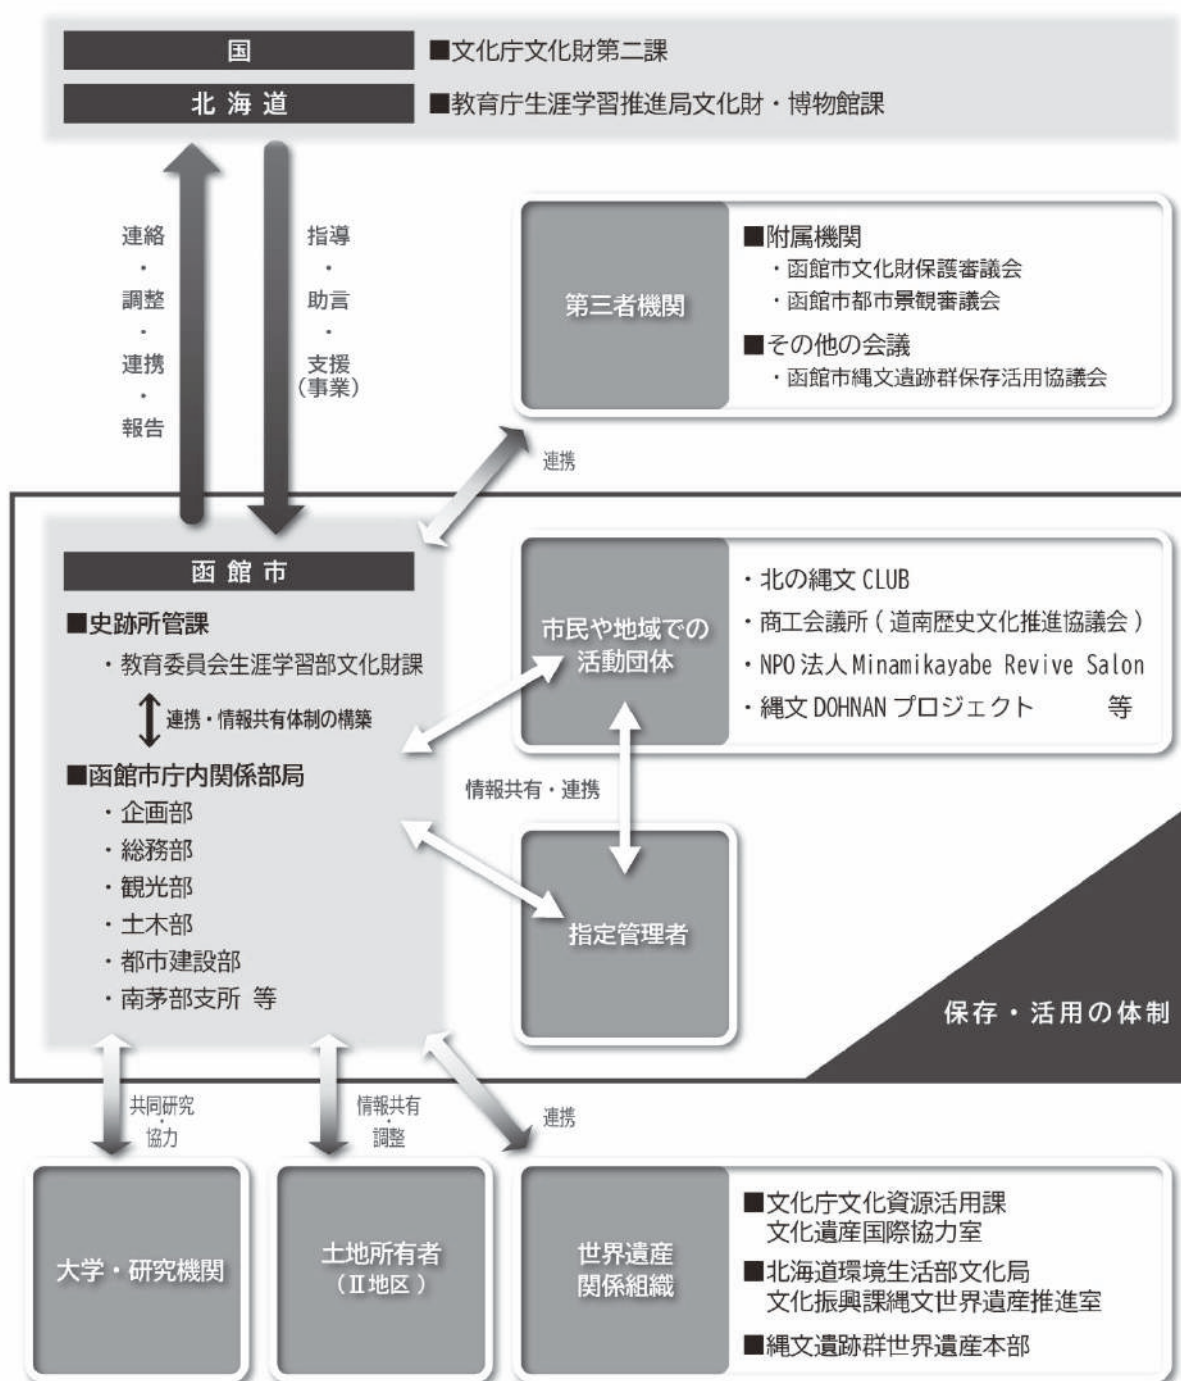 国
■文化庁文化財第二課
北海道
■教育庁生涯学習推進局文化財・博物館課
連絡
・
調整
・
連携
・
報告
指導
・
助言
・
支援
(事業)
第三者機関
■附属機関
・函館市文化財保護審議会
・函館市都市景観審議会
■その他の会議
・函館市縄文遺跡群保存活用協議会
連携
函館市
■史跡所管課
・教育委員会生涯学習部文化財課
連携・情報共有体制の構築
■函館市庁内関係部局
・企画部
・総務部
・観光部
・土木部
・都市建設部
・南茅部支所 等
市民や地域での
活動団体
・北の縄文 CLUB
・商工会議所 ( 道南歴史文化推進協議会 )
・NPO 法人 Minamikayabe Revive Salon
・縄文 DOHNAN プロジェクト 等
情報共有・連携
指定管理者
保存・活用の体制
共同研究
・
協力
情報共有
・
調整
連携
大学・研究機関
土地所有者
(Ⅱ地区 )
世界遺産
関係組織
■文化庁文化資源活用課
文化遺産国際協力室
■北海道環境生活部文化局
文化振興課縄文世界遺産推進室
■縄文遺跡群世界遺産本部